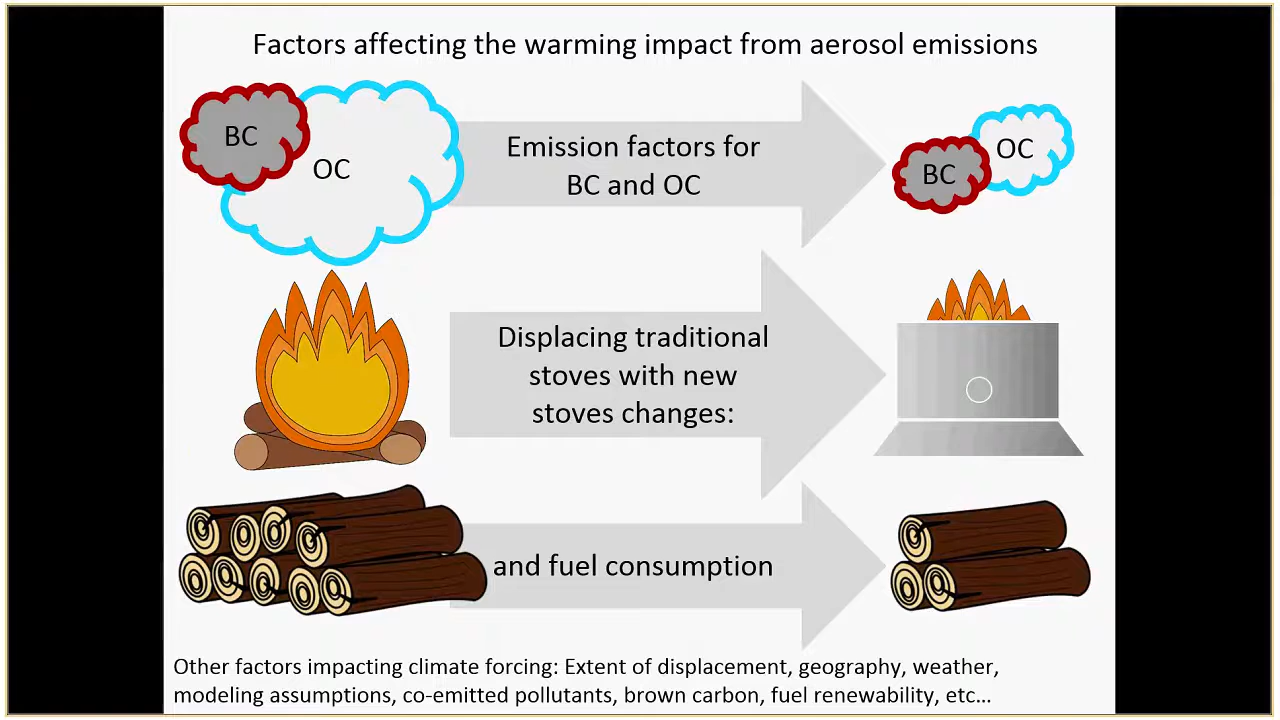 Factors affecting the warming impact from aerosol emissions
BC
OC
Emission factors for
BC and OC
OC
BC
Displacing traditional
stoves with new
stoves changes:
and fuel consumption
Other factors impacting climate forcing: Extent of displacement, geography, weather,
modeling assumptions, co-emitted pollutants, brown carbon, fuel renewability, etc…